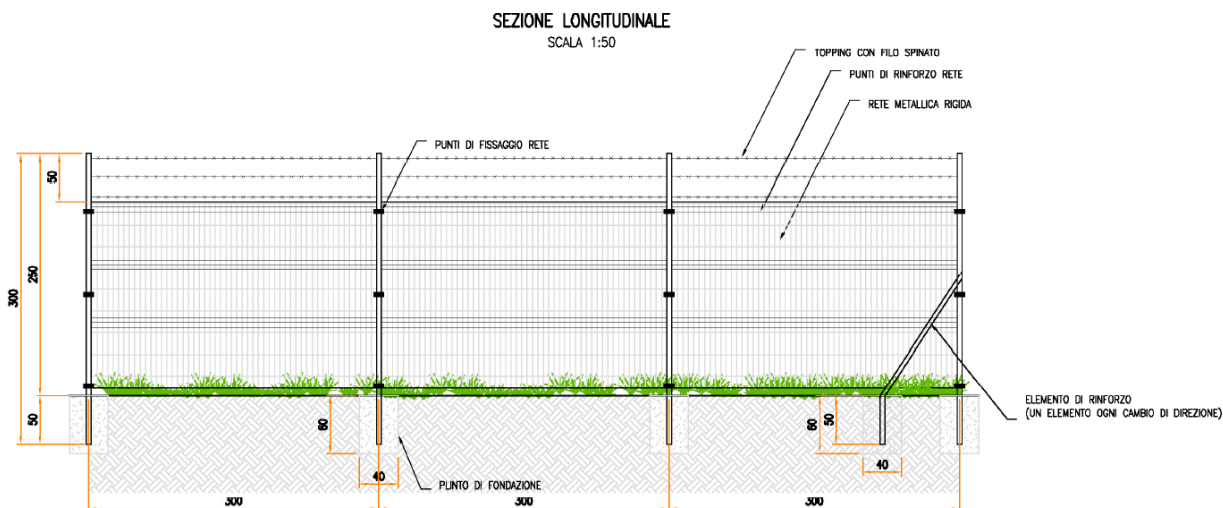 SEZIONE LONGITUDINALE
SCALA 1:50
TOPPING CON FILO SPINATO
PUNTI DI RINFORZO RETE
RETE METALLICA RIGIDA
PUNTI DI FISSAGGIO RETE
50
250
300
50
60
40
60
50
40
ELEMENTO DI RINFORZO
(UN ELEMENTO OGNI CAMBIO DI DIREZIONE)
PLINTO DI FONDAZIONE
300
300
300